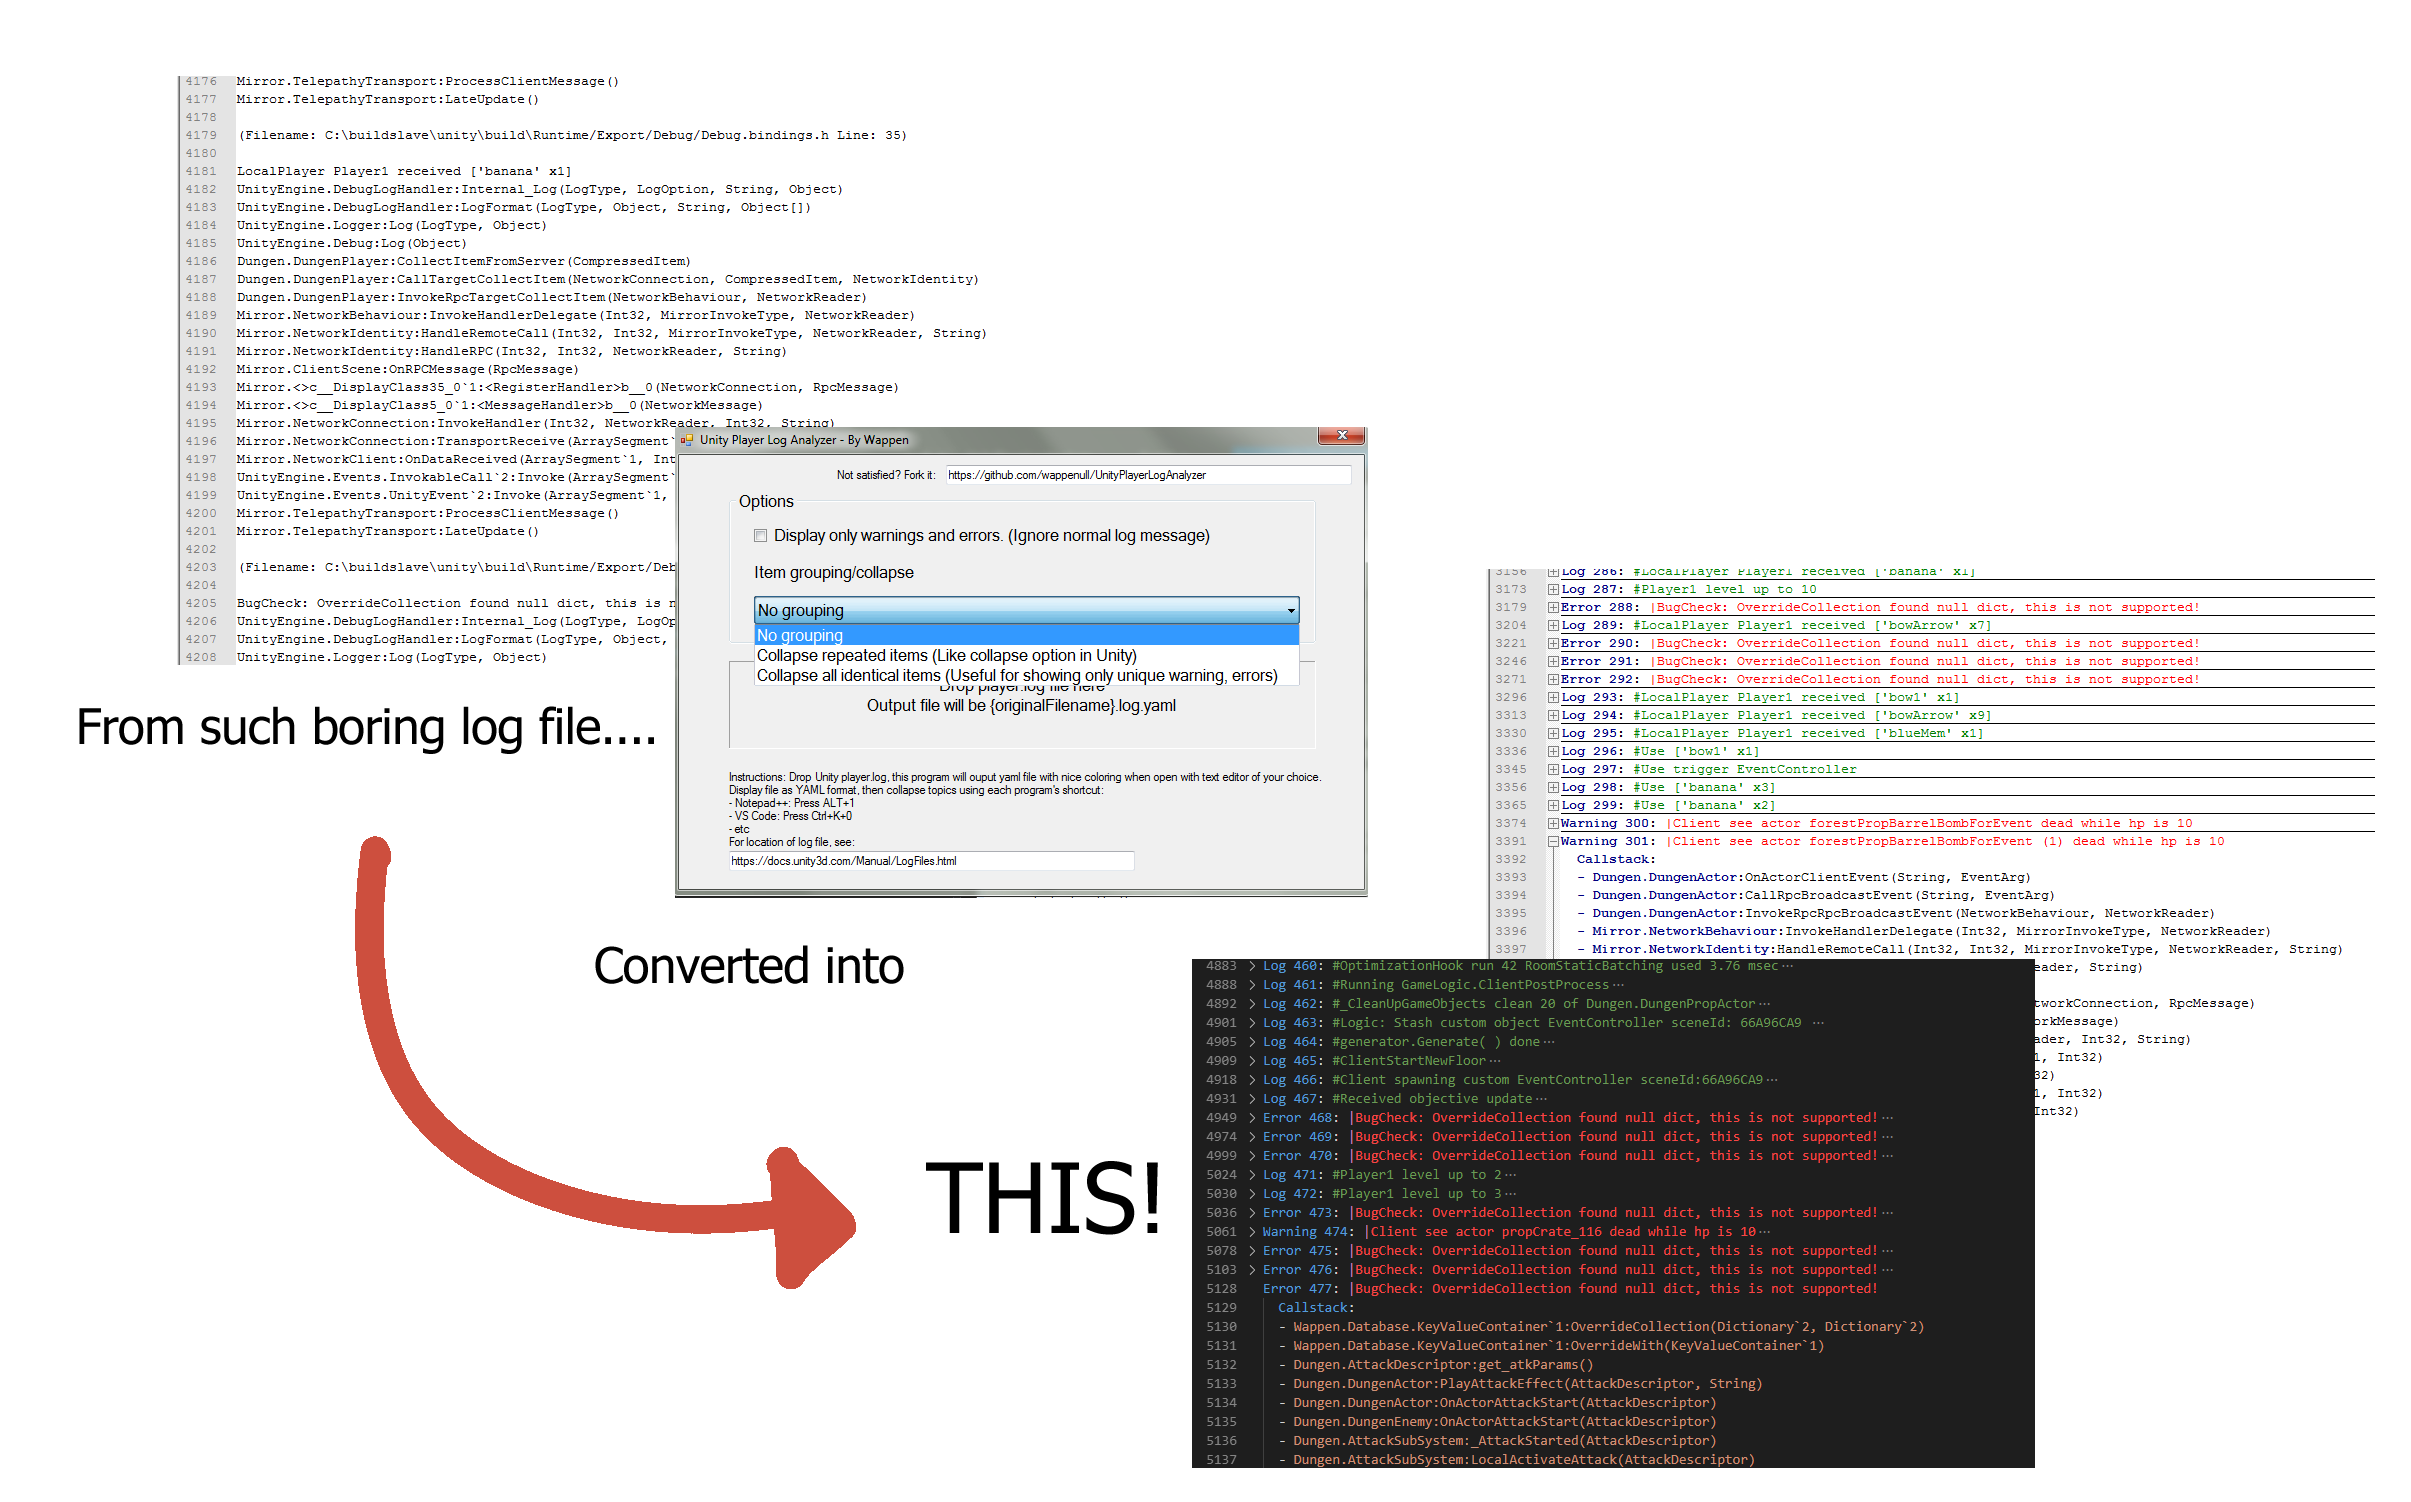 4176 Mirror.TelepathyTransport:ProcessClientMessage()
4177 Mirror.TelepathyTransport:LateUpdate()
4178
4179 (Filename: C:\buildslave\unity\build\Runtime/Export/Debug/Debug.bindings.h Line: 35)
4180
4181 LocalPlayer Player1 received ['banana' x1]
4182 UnityEngine.DebugLogHandler:Internal_Log(LogType, LogOption, String, Object)
4183 UnityEngine.DebugLogHandler:LogFormat(LogType, Object, String, Object[])
4184 UnityEngine.Logger:Log(LogType, Object)
4185 UnityEngine.Debug:Log(Object)
4186 Dungen.DungenPlayer:CollectItemFromServer(CompressedItem)
4187 Dungen.DungenPlayer:CallTargetCollectItem(NetworkConnection, CompressedItem, NetworkIdentity)
4188 Dungen.DungenPlayer:InvokeRpcTargetCollectItem(NetworkBehaviour, NetworkReader)
4189 Mirror.NetworkBehaviour:InvokeHandlerDelegate(Int32, MirrorInvokeType, NetworkReader)
4190 Mirror.NetworkIdentity:HandleRemoteCall(Int32, Int32, MirrorInvokeType, NetworkReader, String)
4191 Mirror.NetworkIdentity:HandleRPC(Int32, Int32, NetworkReader, String)
4192 Mirror.ClientScene:OnRPCMessage(RpcMessage)
4193 Mirror.<>c__DisplayClass35_0`1:<RegisterHandler>b__0(NetworkConnection, RpcMessage)
4194 Mirror.<>c__DisplayClass5_0`1:<MessageHandler>b__0(NetworkMessage)
4195 Mirror.NetworkConnection:InvokeHandler(Int32, NetworkReader, Int32, String)
4196 Mirror.NetworkConnection:TransportReceive(ArraySegment`
4197 Mirror.NetworkClient:OnDataReceived(ArraySegment`1, Int
4198 UnityEngine.Events.InvokableCall`2:Invoke(ArraySegment`
4199 UnityEngine.Events.UnityEvent`2:Invoke(ArraySegment`1,
4200 Mirror.TelepathyTransport:ProcessClientMessage()
4201 Mirror.TelepathyTransport:LateUpdate()
4202
4203 (Filename: C:\buildslave\unity\build\Runtime/Export/Deb
4204
4205 BugCheck: OverrideCollection found null dict, this is n
4206 UnityEngine.DebugLogHandler:Internal_Log(LogType, LogOp
4207 UnityEngine.DebugLogHandler:LogFormat(LogType, Object,
4208 UnityEngine.Logger:Log(LogType, Object)
From such boring log file....
Unity Player Log Analyzer - By Wappen
Not satisfied? Fork it: https://github.com/wappenull/UnityPlayerLogAnalyzer
Options
Display only warnings and errors. (Ignore normal log message)
Item grouping/collapse
No grouping
No grouping
Collapse repeated items (Like collapse option in Unity)
Collapse all identical items (Useful for showing only unique warning, errors)
Drop player.log file here
Output file will be {originalFilename}.log.yaml
Instructions: Drop Unity player.log, this program will ouput yaml file with nice coloring when open with text editor of your choice.
Display file as YAML format, then collapse topics using each program's shortcut:
- Notepad++: Press ALT+1
- VS Code: Press Ctrl+K+0
- etc
For location of log file, see:
https://docs.unity3d.com/Manual/LogFiles.html
Converted into
THIS!
3156 Log 286: #LocalPlayer Player1 received ['banana' x1]
3173 Log 287: #Player1 level up to 10
3179 Error 288: |BugCheck: OverrideCollection found null dict, this is not supported!
3204 Log 289: #LocalPlayer Player1 received ['bowArrow' x7]
3221 Error 290: |BugCheck: OverrideCollection found null dict, this is not supported!
3246 Error 291: |BugCheck: OverrideCollection found null dict, this is not supported!
3271 Error 292: |BugCheck: OverrideCollection found null dict, this is not supported!
3296 Log 293: #LocalPlayer Player1 received ['bow1' x1]
3313 Log 294: #LocalPlayer Player1 received ['bowArrow' x9]
3330 Log 295: #LocalPlayer Player1 received ['blueMem' x1]
3336 Log 296: #Use ['bow1' x1]
3345 Log 297: #Use trigger EventController
3356 Log 298: #Use ['banana' x3]
3365 Log 299: #Use ['banana' x2]
3374 Warning 300: |Client see actor forestPropBarrelBombForEvent dead while hp is 10
3391 Warning 301: |Client see actor forestPropBarrelBombForEvent (1) dead while hp is 10
3392 Callstack:
3393 - Dungen.DungenActor:OnActorClientEvent(String, EventArg)
3394 - Dungen.DungenActor:CallRpcBroadcastEvent(String, EventArg)
3395 - Dungen.DungenActor:InvokeRpcRpcBroadcastEvent(NetworkBehaviour, NetworkReader)
3396 - Mirror.NetworkBehaviour:InvokeHandlerDelegate(Int32, MirrorInvokeType, NetworkReader)
3397 - Mirror.NetworkIdentity:HandleRemoteCall(Int32, Int32, MirrorInvokeType, NetworkReader, String)
eader, String)
tworkConnection, RpcMessage)
orkMessage)
ader, Int32, String)
1, Int32)
32)
1, Int32)
Int32)
4883 > Log 460: #OptimizationHook run 42 RoomStaticBatching used 3.76 msec···
4888 > Log 461: #Running GameLogic.ClientPostProcess···
4892 > Log 462: #_CleanUpGameObjects clean 20 of Dungen.DungenPropActor···
4901 > Log 463: #Logic: Stash custom object EventController sceneId: 66A96CA9 ···
4905 > Log 464: #generator.Generate( ) done···
4909 > Log 465: #ClientStartNewFloor···
4918 > Log 466: #Client spawning custom EventController sceneId:66A96CA9···
4931 > Log 467: #Received objective update···
4949 > Error 468: |BugCheck: OverrideCollection found null dict, this is not supported!···
4974 > Error 469: |BugCheck: OverrideCollection found null dict, this is not supported!···
4999 > Error 470: |BugCheck: OverrideCollection found null dict, this is not supported!···
5024 > Log 471: #Player1 level up to 2···
5030 > Log 472: #Player1 level up to 3···
5036 > Error 473: |BugCheck: OverrideCollection found null dict, this is not supported!···
5061 > Warning 474: |Client see actor propCrate_116 dead while hp is 10···
5078 > Error 475: |BugCheck: OverrideCollection found null dict, this is not supported!···
5103 > Error 476: |BugCheck: OverrideCollection found null dict, this is not supported!···
5128 Error 477: |BugCheck: OverrideCollection found null dict, this is not supported!
5129 Callstack:
5130 - Wappen.Database.KeyValueContainer`1:OverrideCollection(Dictionary`2, Dictionary`2)
5131 - Wappen.Database.KeyValueContainer`1:OverrideWith(KeyValueContainer`1)
5132 - Dungen.AttackDescriptor:get_atkParams()
5133 - Dungen.DungenActor:PlayAttackEffect(AttackDescriptor, String)
5134 - Dungen.DungenActor:OnActorAttackStart(AttackDescriptor)
5135 - Dungen.DungenEnemy:OnActorAttackStart(AttackDescriptor)
5136 - Dungen.AttackSubSystem:_AttackStarted(AttackDescriptor)
5137 - Dungen.AttackSubSystem:LocalActivateAttack(AttackDescriptor)